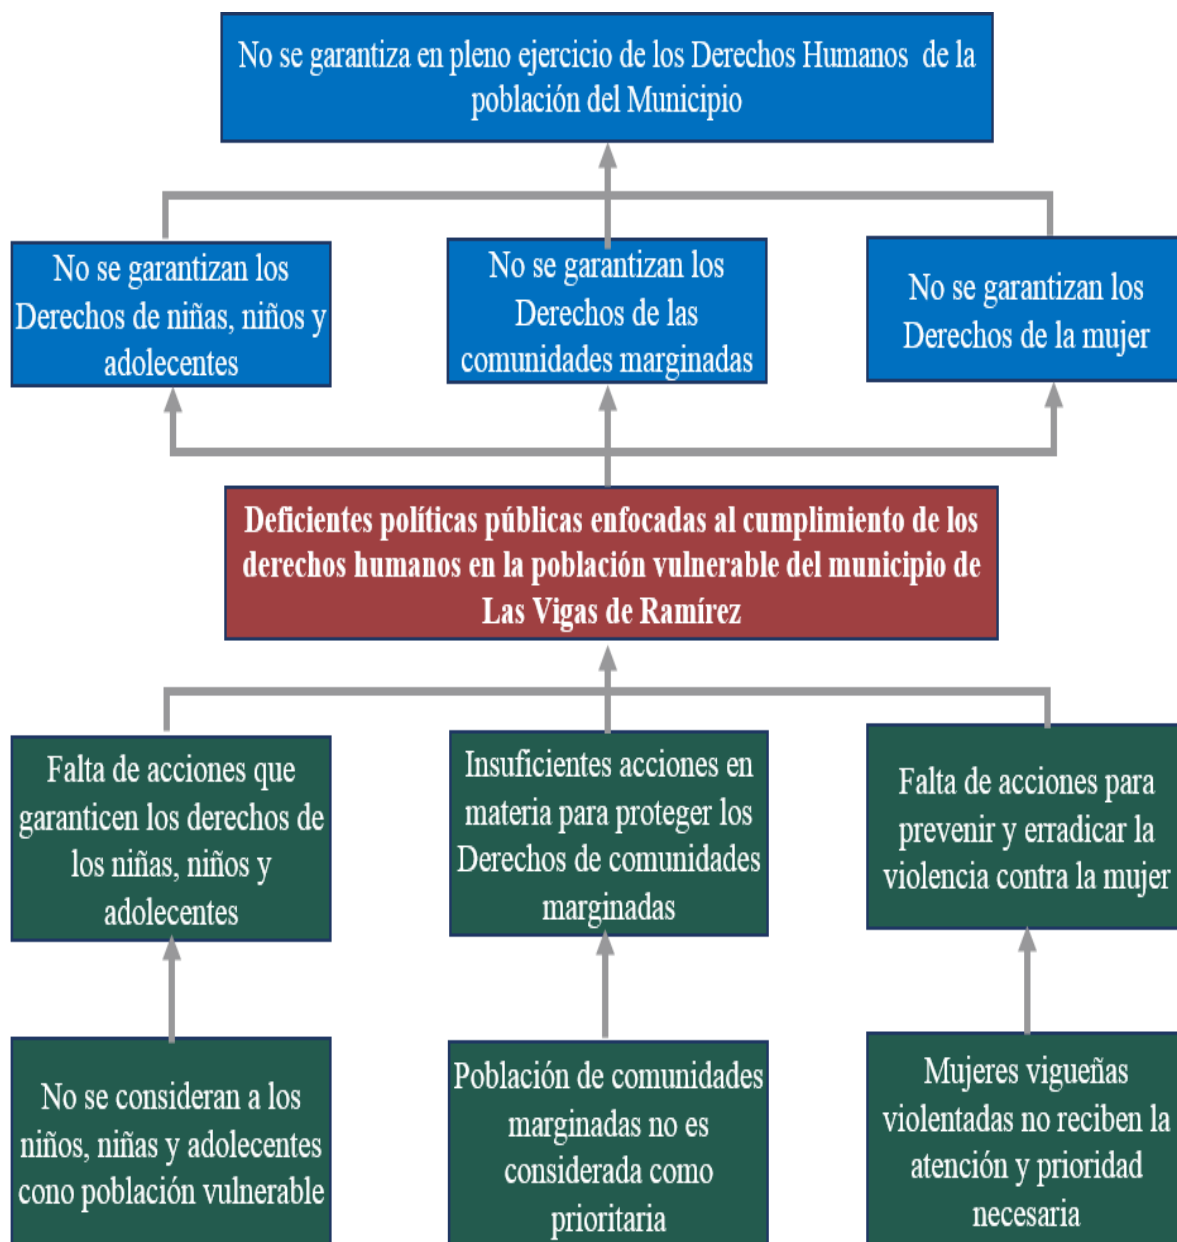 No se garantiza en pleno ejercicio de los Derechos Humanos de la
población del Municipio
No se garantizan los
Derechos de niñas, niños y
adolecentes
No se garantizan los
Derechos de las
comunidades marginadas
No se garantizan los
Derechos de la mujer
Deficientes políticas públicas enfocadas al cumplimiento de los
derechos humanos en la población vulnerable del municipio de
Las Vigas de Ramírez
Falta de acciones que
garanticen los derechos de
los niñas, niños y
adolecentes
Insuficientes acciones en
materia para proteger los
Derechos de comunidades
marginadas
Falta de acciones para
prevenir y erradicar la
violencia contra la mujer
No se consideran a los
niños, niñas y adolecentes
cono población vulnerable
Población de comunidades
marginadas no es
considerada como
prioritaria
Mujeres vigueñas
violentadas no reciben la
atención y prioridad
necesaria